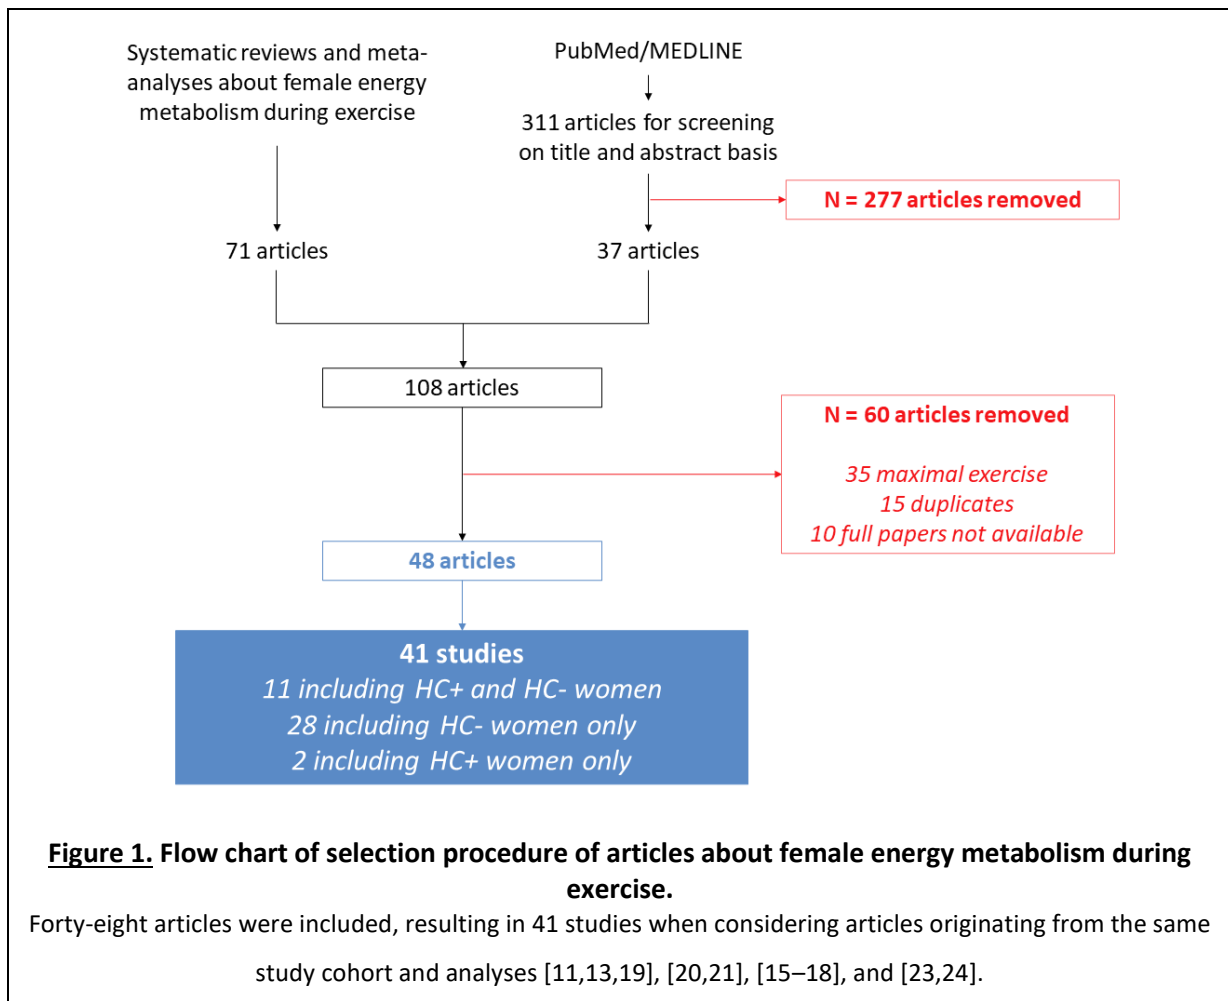 Systematic reviews and meta-
analyses about female energy
metabolism during exercise
PubMed/MEDLINE
311 articles for screening
on title and abstract basis
N = 277 articles removed
71 articles
37 articles
108 articles
N = 60 articles removed
35 maximal exercise
15 duplicates
10 full papers not available
48 articles
41 studies
11 including HC+ and HC- women
28 including HC- women only
2 including HC+ women only
Figure 1. Flow chart of selection procedure of articles about female energy metabolism during
exercise.
Forty-eight articles were included, resulting in 41 studies when considering articles originating from the same
study cohort and analyses [11,13,19], [20,21], [15–18], and [23,24].